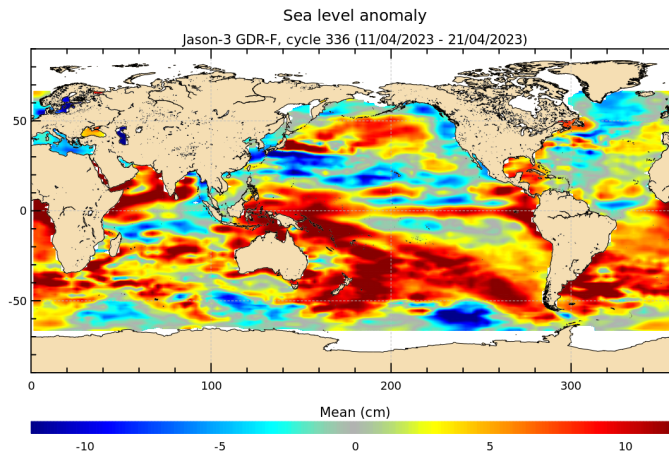 Sea level anomaly
Jason-3 GDR-F, cycle 336 (11/04/2023 - 21/04/2023)
50
0
-50
0 100 200 300
Mean (cm)
-10 -5 0 5 10